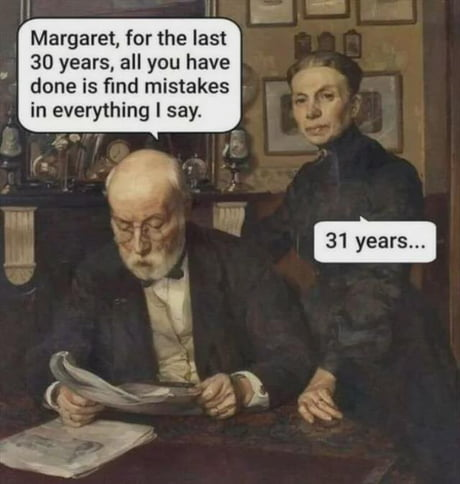 Margaret, for the last
30 years, all you have
done is find mistakes
in everything I say.
31 years...